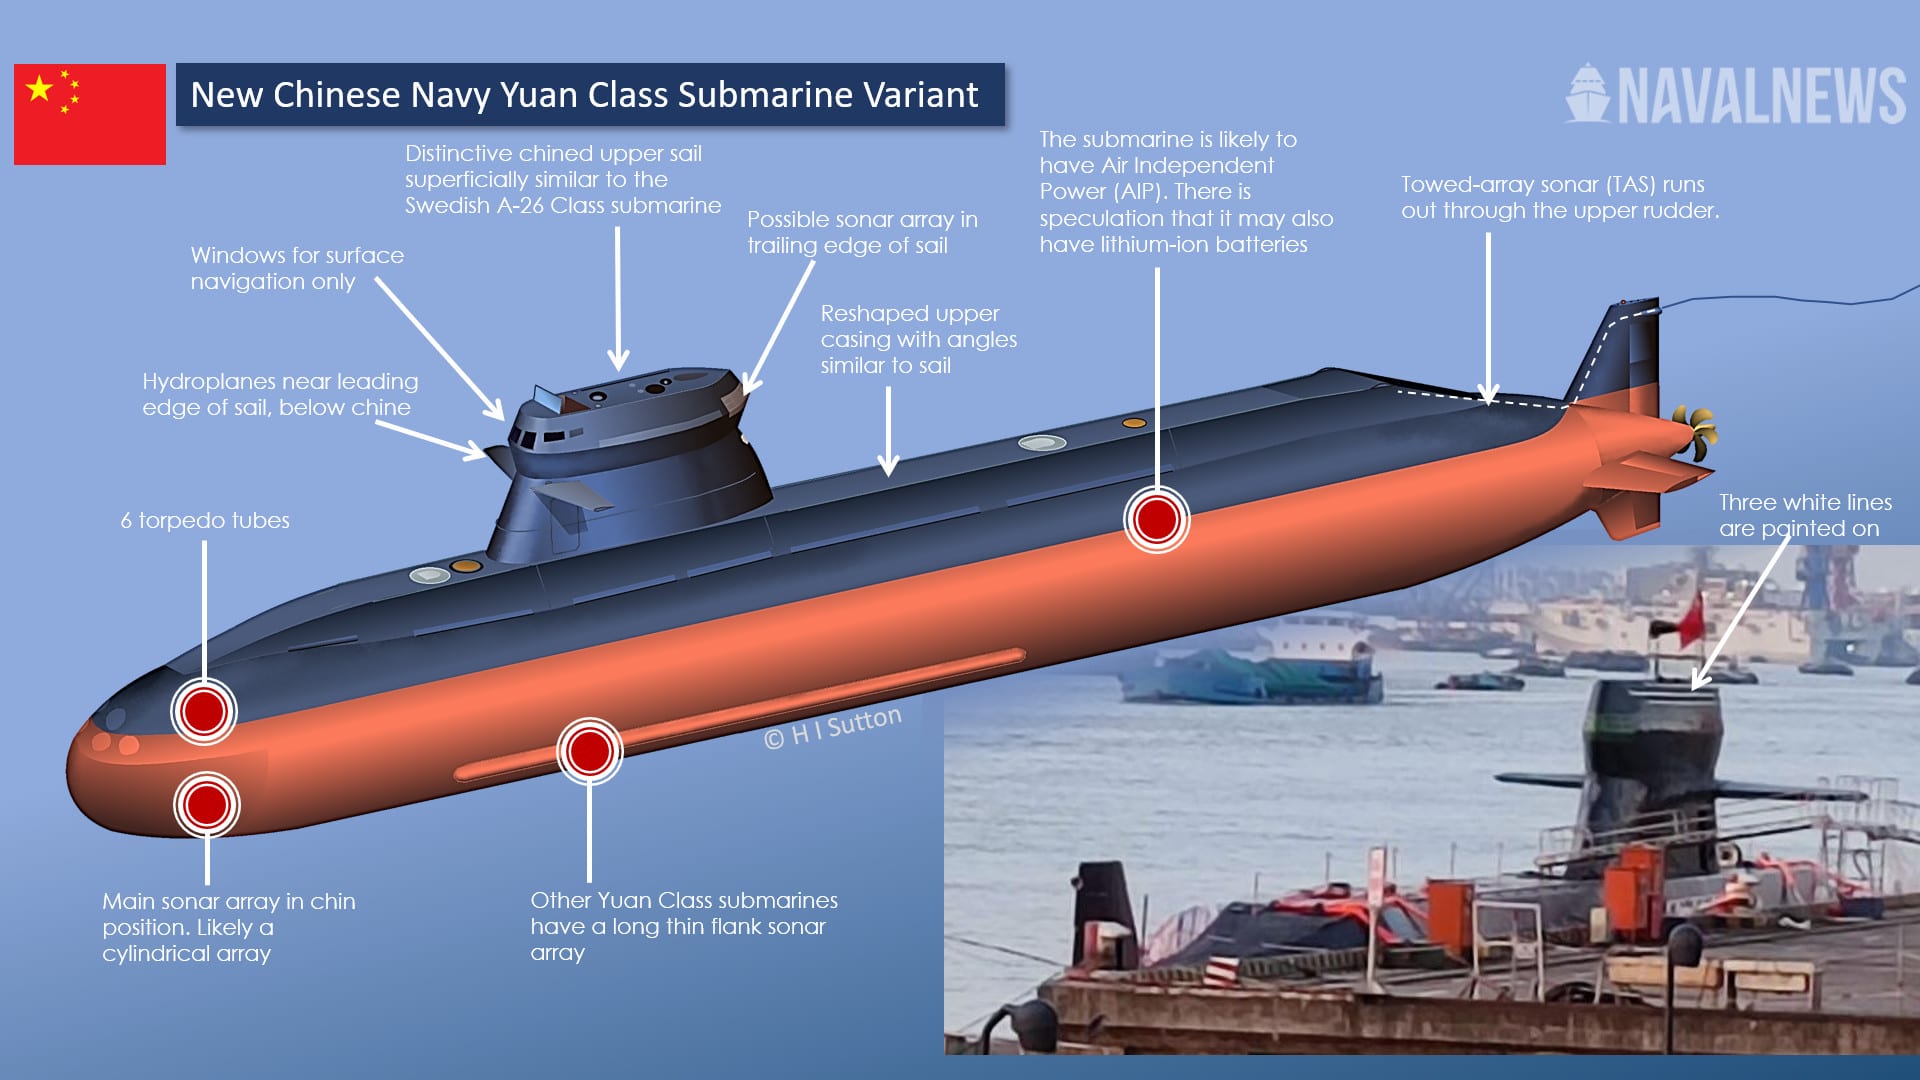 New Chinese Navy Yuan Class Submarine Variant
NAVALNEWS
Distinctive chined upper sail
superficially similar to the
Swedish A-26 Class submarine
Possible sonar array in
trailing edge of sail
The submarine is likely to
have Air Independent
Power (AIP). There is
speculation that it may also
have lithium-ion batteries
Towed-array sonar (TAS) runs
out through the upper rudder.
Windows for surface
navigation only
Reshaped upper
casing with angles
similar to sail
Hydroplanes near leading
edge of sail, below chine
6 torpedo tubes
Three white lines
are painted on
© H I Sutton
Main sonar array in chin
position. Likely a
cylindrical array
Other Yuan Class submarines
have a long thin flank sonar
array